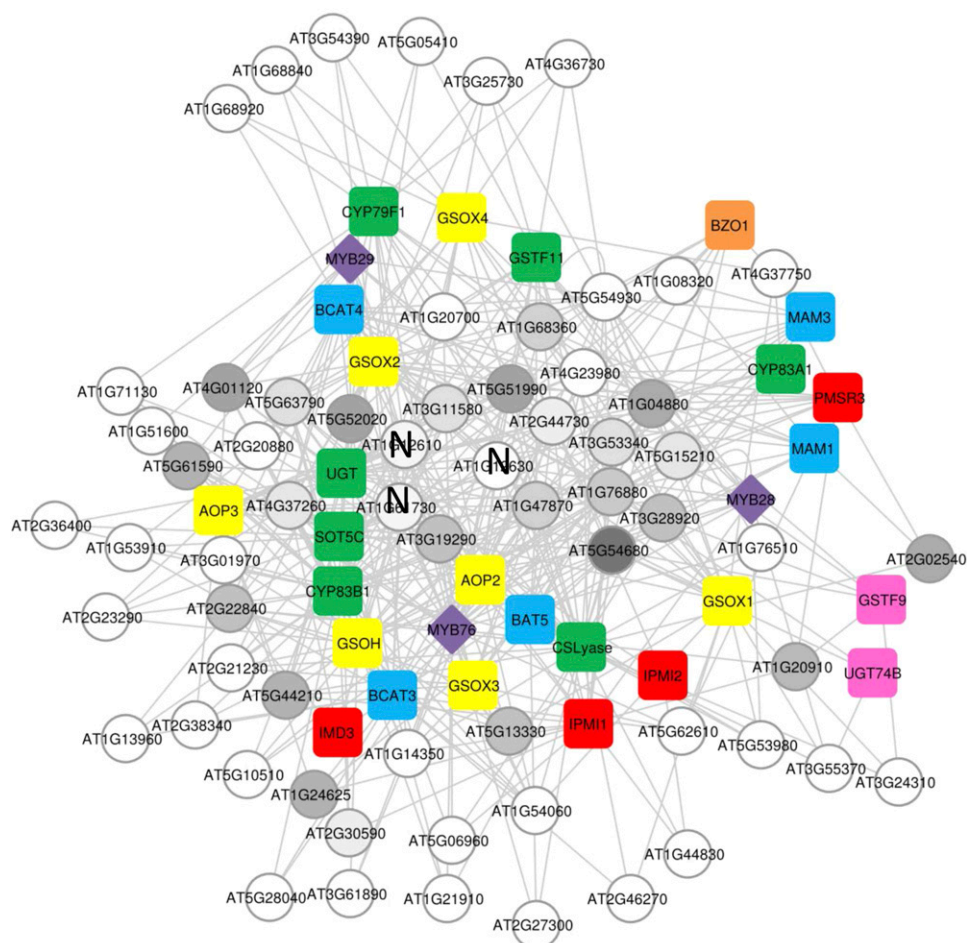 AT3G54390
AT5G05410
AT1G68840
AT4G36730
AT3G25730
AT1G68920
CYP79F1
GSOX4
BZO1
MYB29
GSTF11
AT1G08320
AT4G37750
AT5G54930
BCAT4
AT1G20700
AT1G68360
MAM3
GSOX2
AT4G23980
CYP83A1
AT1G71130
AT4G01120
AT5G63790
AT5G51990
AT1G04880
PMSR3
AT5G52020
AT3G11580
AT2G44730
AT1G51600
AT2G20880
N
AT3G53340
MAM1
AT5G61590
N
AT5G15210
UGT
AT1G76880
MYB28
AT4G37260
N
AT1G47870
AOP3
AT3G28920
AT2G36400
AT1G53910
SOT5C
AT3G19290
AT5G54680
AT1G76510
AT2G02540
AT3G01970
CYP83B1
AOP2
AT2G22840
GSOX1
GSTF9
AT2G23290
BAT5
MYB76
GSOH
CSLyase
AT2G21230
AT1G20910
UGT74B
IPMI2
AT5G44210
BCAT3
GSOX3
AT2G38340
IPMI1
AT1G13960
IMD3
AT5G13330
AT5G62610
AT1G14350
AT5G53980
AT5G10510
AT3G55370
AT3G24310
AT1G24625
AT1G54060
AT2G30590
AT5G06960
AT1G44830
AT5G28040
AT3G61890
AT1G21910
AT2G46270
AT2G27300